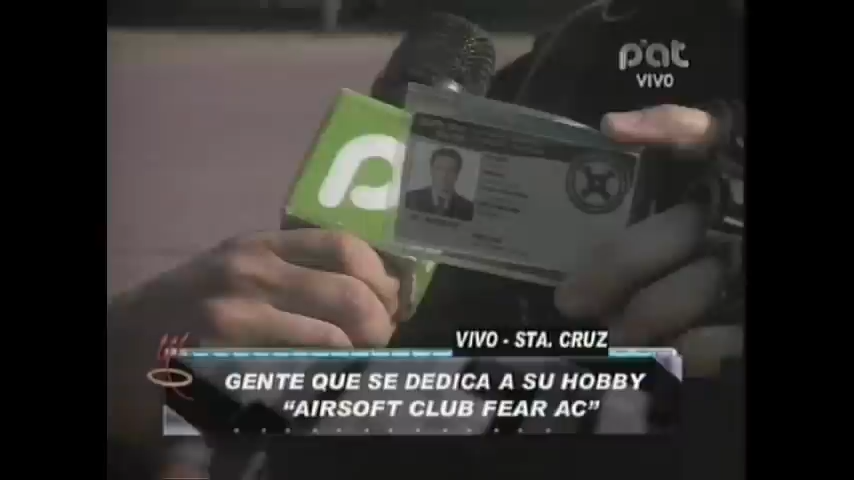 pat
VIVO
VIVO - STA. CRUZ
GENTE QUE SE DEDICA A SU HOBBY
"AIRSOFT CLUB FEAR AC"